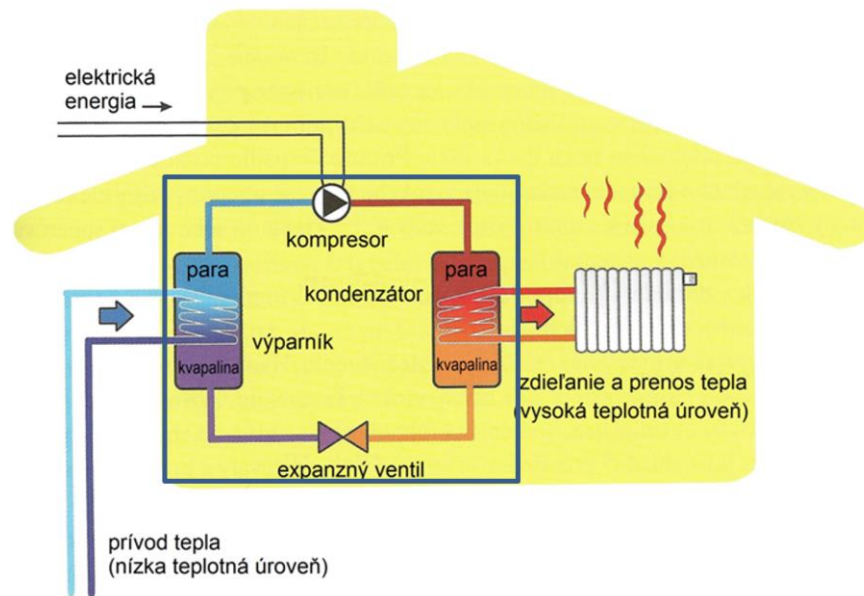 elektrická
energia
kompresor
para
para
kondenzátor
výparník
kvapalina
kvapalina
zdieľanie a prenos tepla
(vysoká teplotná úroveň)
expanzný ventil
prívod tepla
(nízka teplotná úroveň)